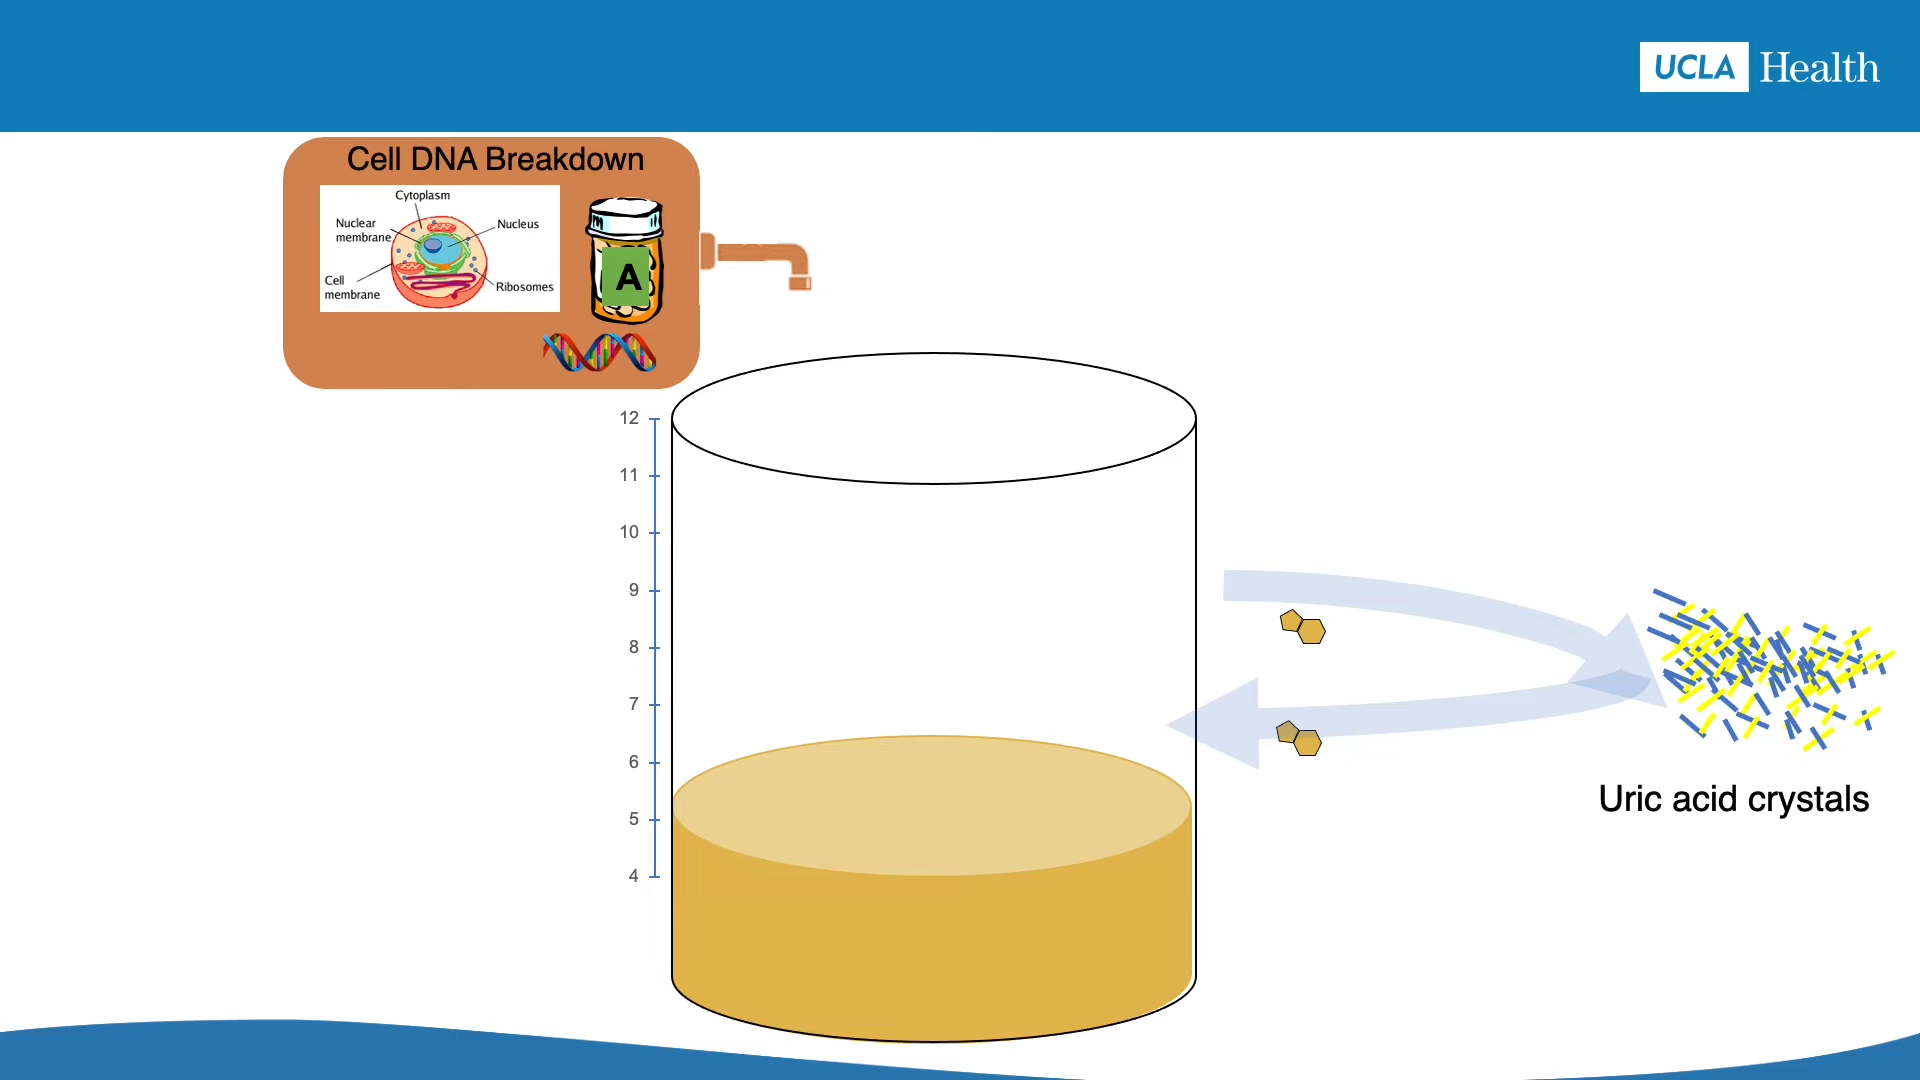 UCLA Health
Cell DNA Breakdown
Cytoplasm
Nuclear
membrane
Nucleus
Cell
membrane
Ribosomes
A
12
11
10
9
8
7
6
5
4
Uric acid crystals